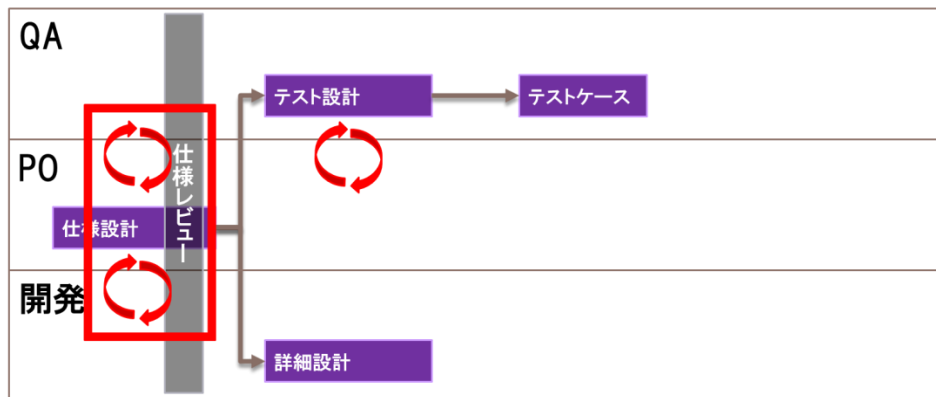 QA
テスト設計
テストケース
仕様レビュー
PO
仕様設計
開発
詳細設計